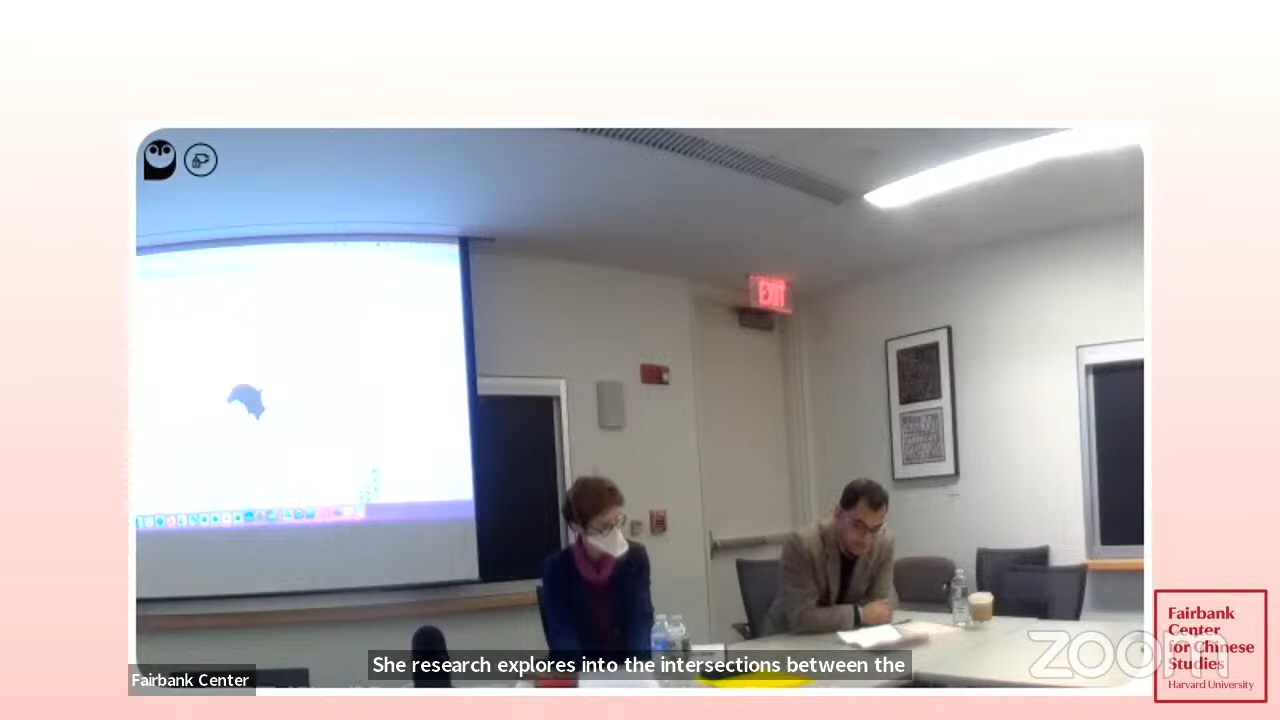 EXIT
She research explores into the intersections between the
Fairbank Center
zoom
Fairbank
Center
for Chinese
Studies
Harvard University